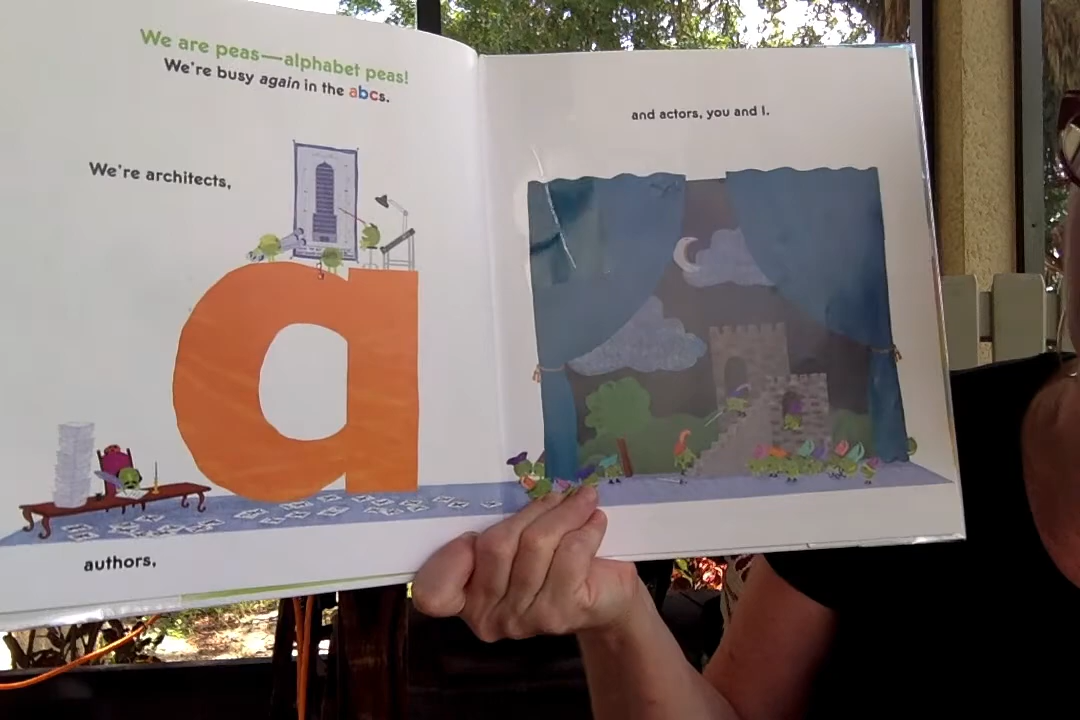 We are peas—alphabet peas!
We're busy again in the abcs.
We're architects,
a
authors,
and actors, you and I.